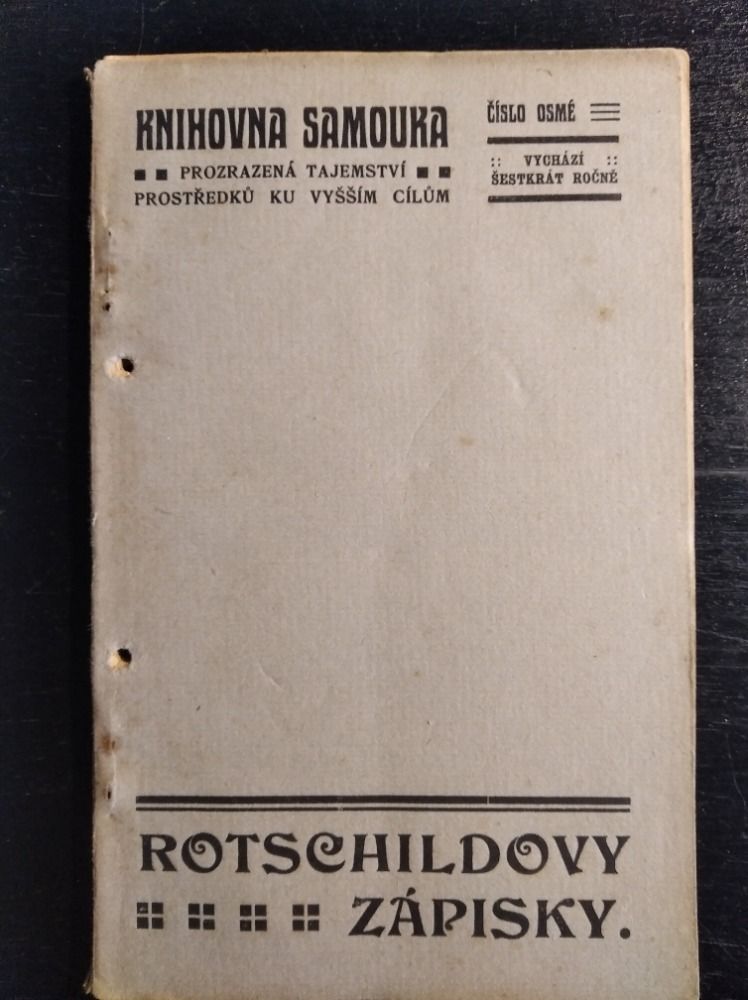 KNIHOVNA SAMOUKA
PROZRAZENÁ TAJEMSTVÍ
PROSTŘEDKŮ KU VYŠŠÍM CÍLŮM
ČÍSLO OSMÉ
:: VYCHÁZÍ ::
ŠESTKRÁT ROČNĚ
ROTSCHILDOVY
ZÁPISKY.